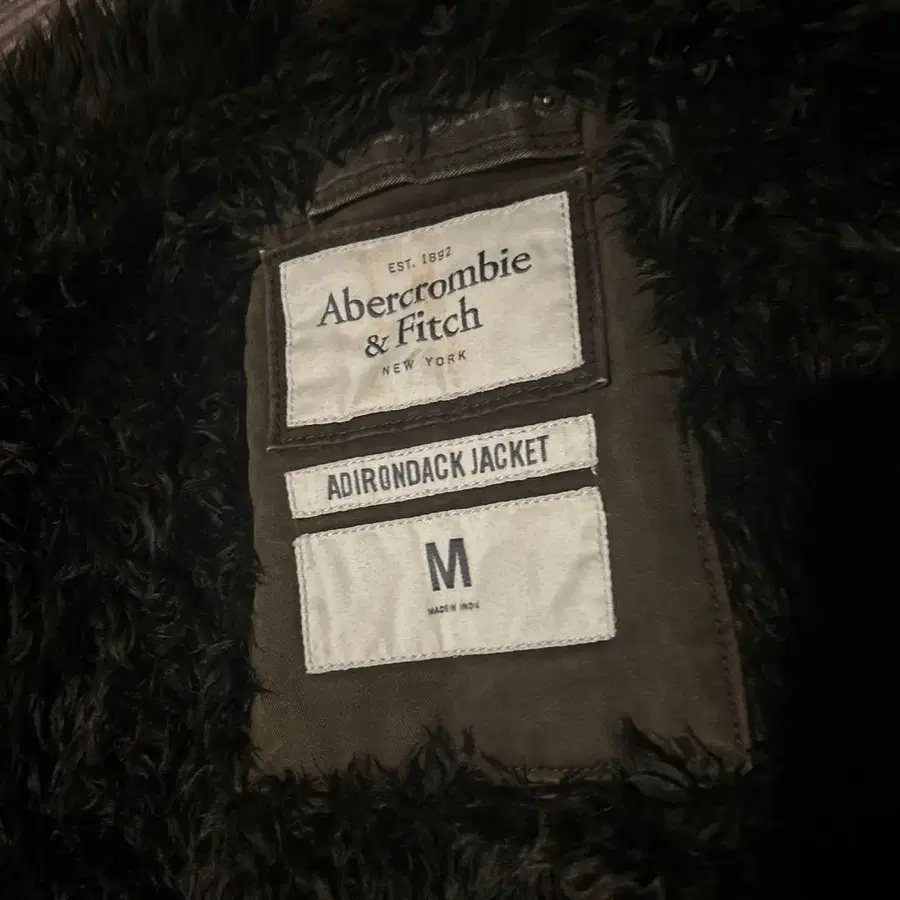 EST. 1892
Abercrombie
& Fitch
NEW YORK
ADIRONDACK JACKET
M
MADE IN INDIA